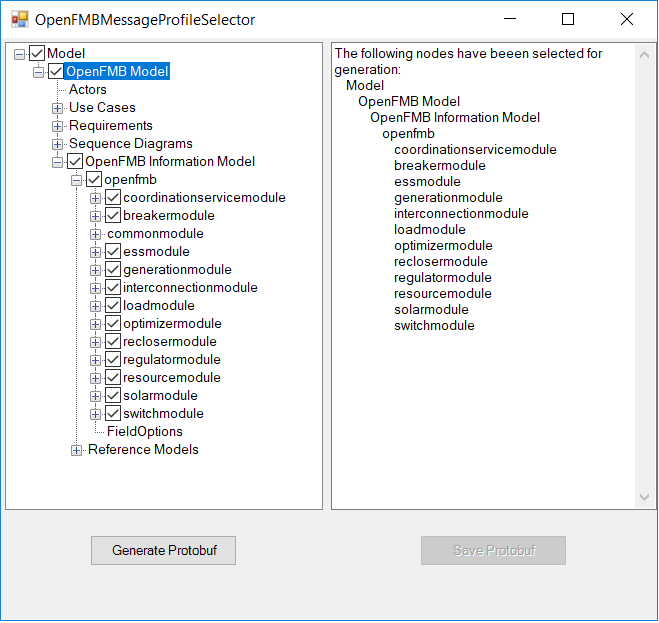 OpenFMBMessageProfileSelector
Model
OpenFMB Model
Actors
Use Cases
Requirements
Sequence Diagrams
OpenFMB Information Model
openfmb
coordinationservicemodule
breakermodule
commonmodule
essmodule
generationmodule
interconnectionmodule
loadmodule
optimizermodule
reclosermodule
regulatormodule
resourcemodule
solarmodule
switchmodule
FieldOptions
Reference Models
The following nodes have beeen selected for
generation:
Model
OpenFMB Model
OpenFMB Information Model
openfmb
coordinationservicemodule
breakermodule
essmodule
generationmodule
interconnectionmodule
loadmodule
optimizermodule
reclosermodule
regulatormodule
resourcemodule
solarmodule
switchmodule
Generate Protobuf
Save Protobuf